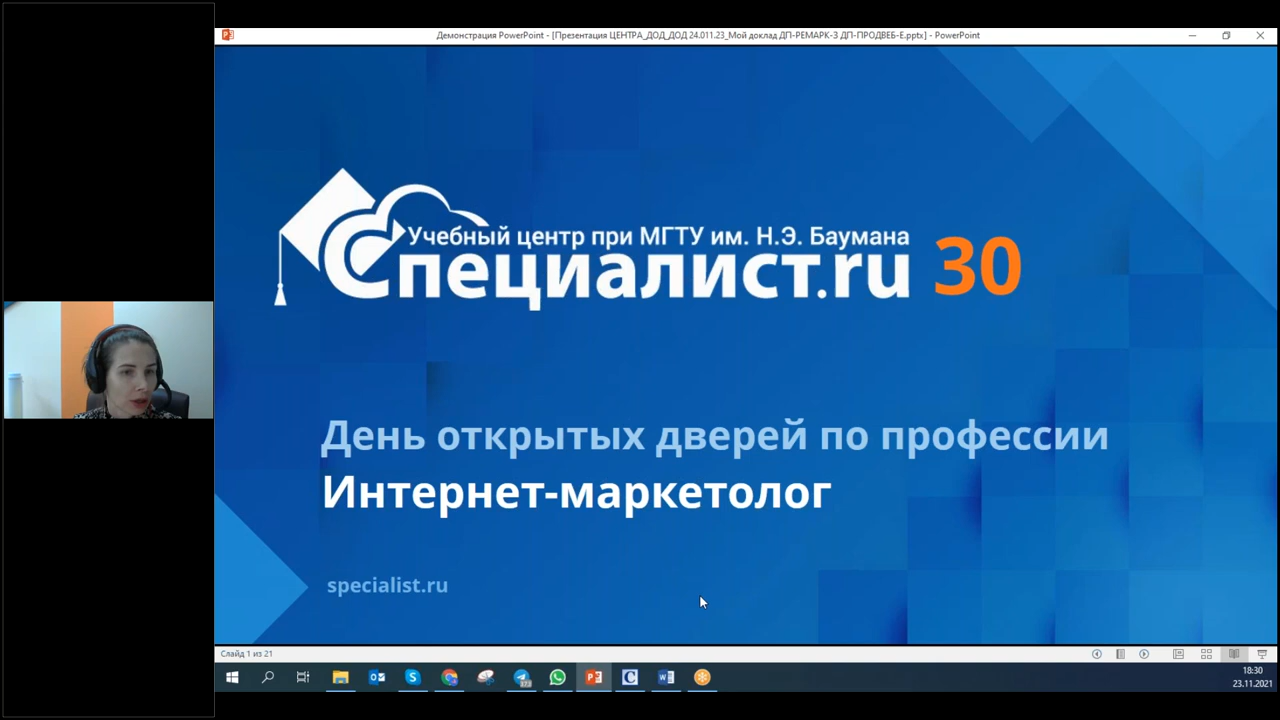 Демонстрация PowerPoint - [Презентация ЦЕНТРА_ДОД_ДОД 24.011.23_Мой доклад ДП-РЕМАРК-3 ДП-ПРОДВЕБ-Е.pptx] - PowerPoint
Учебный центр при МГТУ им. Н.Э. Баумана
Специалист.ru 30
День открытых дверей по профессии
Интернет-маркетолог
specialist.ru
Слайд 1 из 21
18:30
23.11.2021